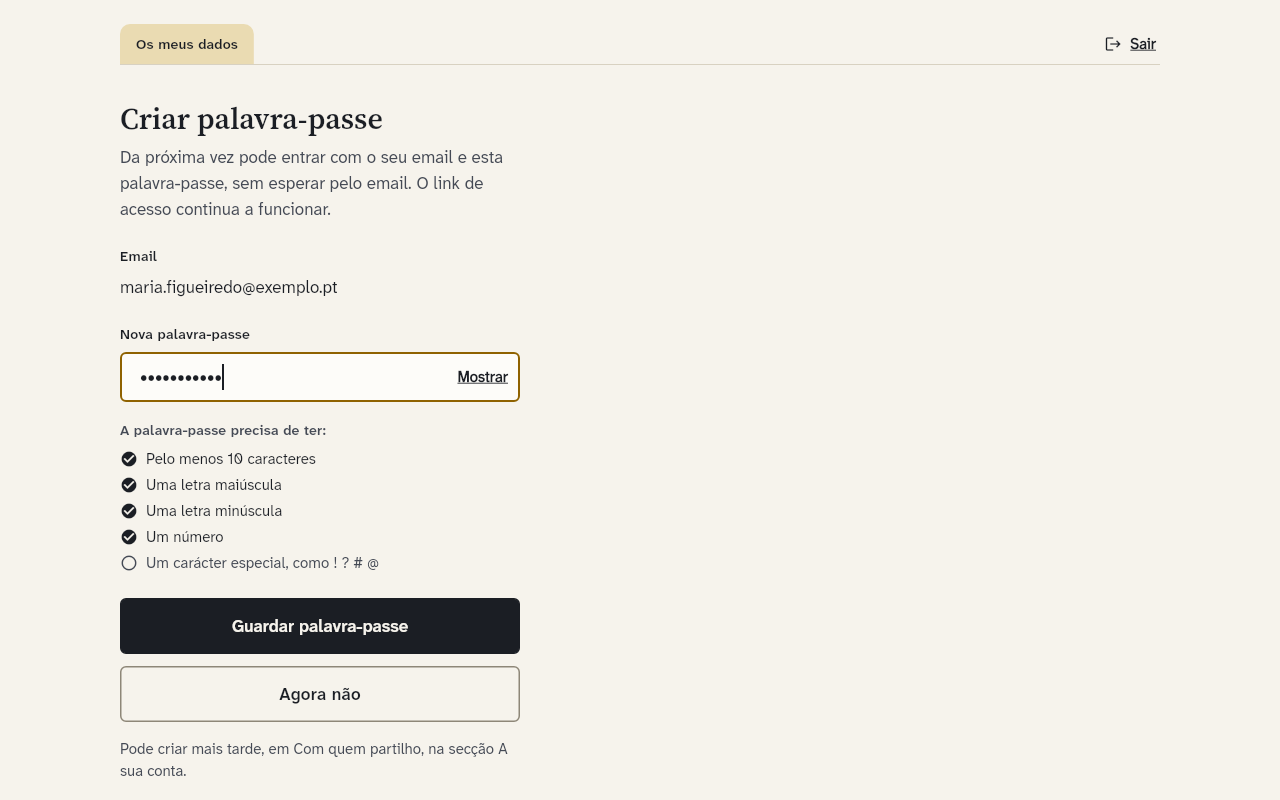 Os meus dados
Sair
Criar palavra-passe
Da próxima vez pode entrar com o seu email e esta
palavra-passe, sem esperar pelo email. O link de
acesso continua a funcionar.
Email
maria.figueiredo@exemplo.pt
Nova palavra-passe
•••••••••••
Mostrar
A palavra-passe precisa de ter:
Pelo menos 10 caracteres
Uma letra maiúscula
Uma letra minúscula
Um número
Um carácter especial, como ! ? # @
Guardar palavra-passe
Agora não
Pode criar mais tarde, em Com quem partilho, na secção A
sua conta.